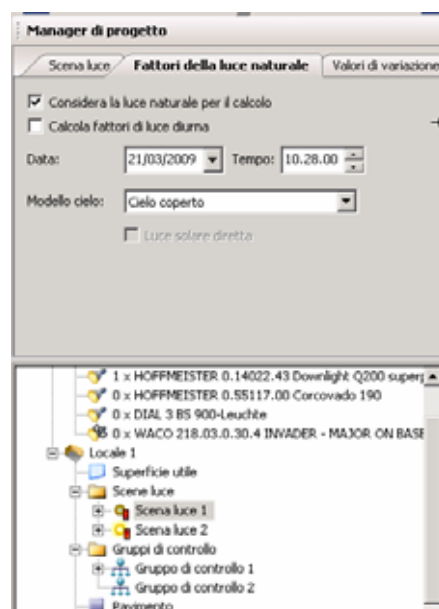 Manager di progetto
Scena luce Fattori della luce naturale Valori di variazione
Considera la luce naturale per il calcolo
Calcola fattori di luce diurna
Data: 21/03/2009 Tempo: 10.28.00
Modello cielo: Cielo coperto
Luce solare diretta
1 x HOFFMEISTER 0.14022.43 Downlight Q200 superp
0 x HOFFMEISTER 0.55117.00 Corcovado 190
0 x DIAL 3 BS 900-Leuchte
0 x WACO 218.03.0.30.4 INVADER - MAJOR ON BASE
Locale 1
Superficie utile
Scene luce
Scena luce 1
Scena luce 2
Gruppi di controllo
Gruppo di controllo 1
Gruppo di controllo 2
Pavimento